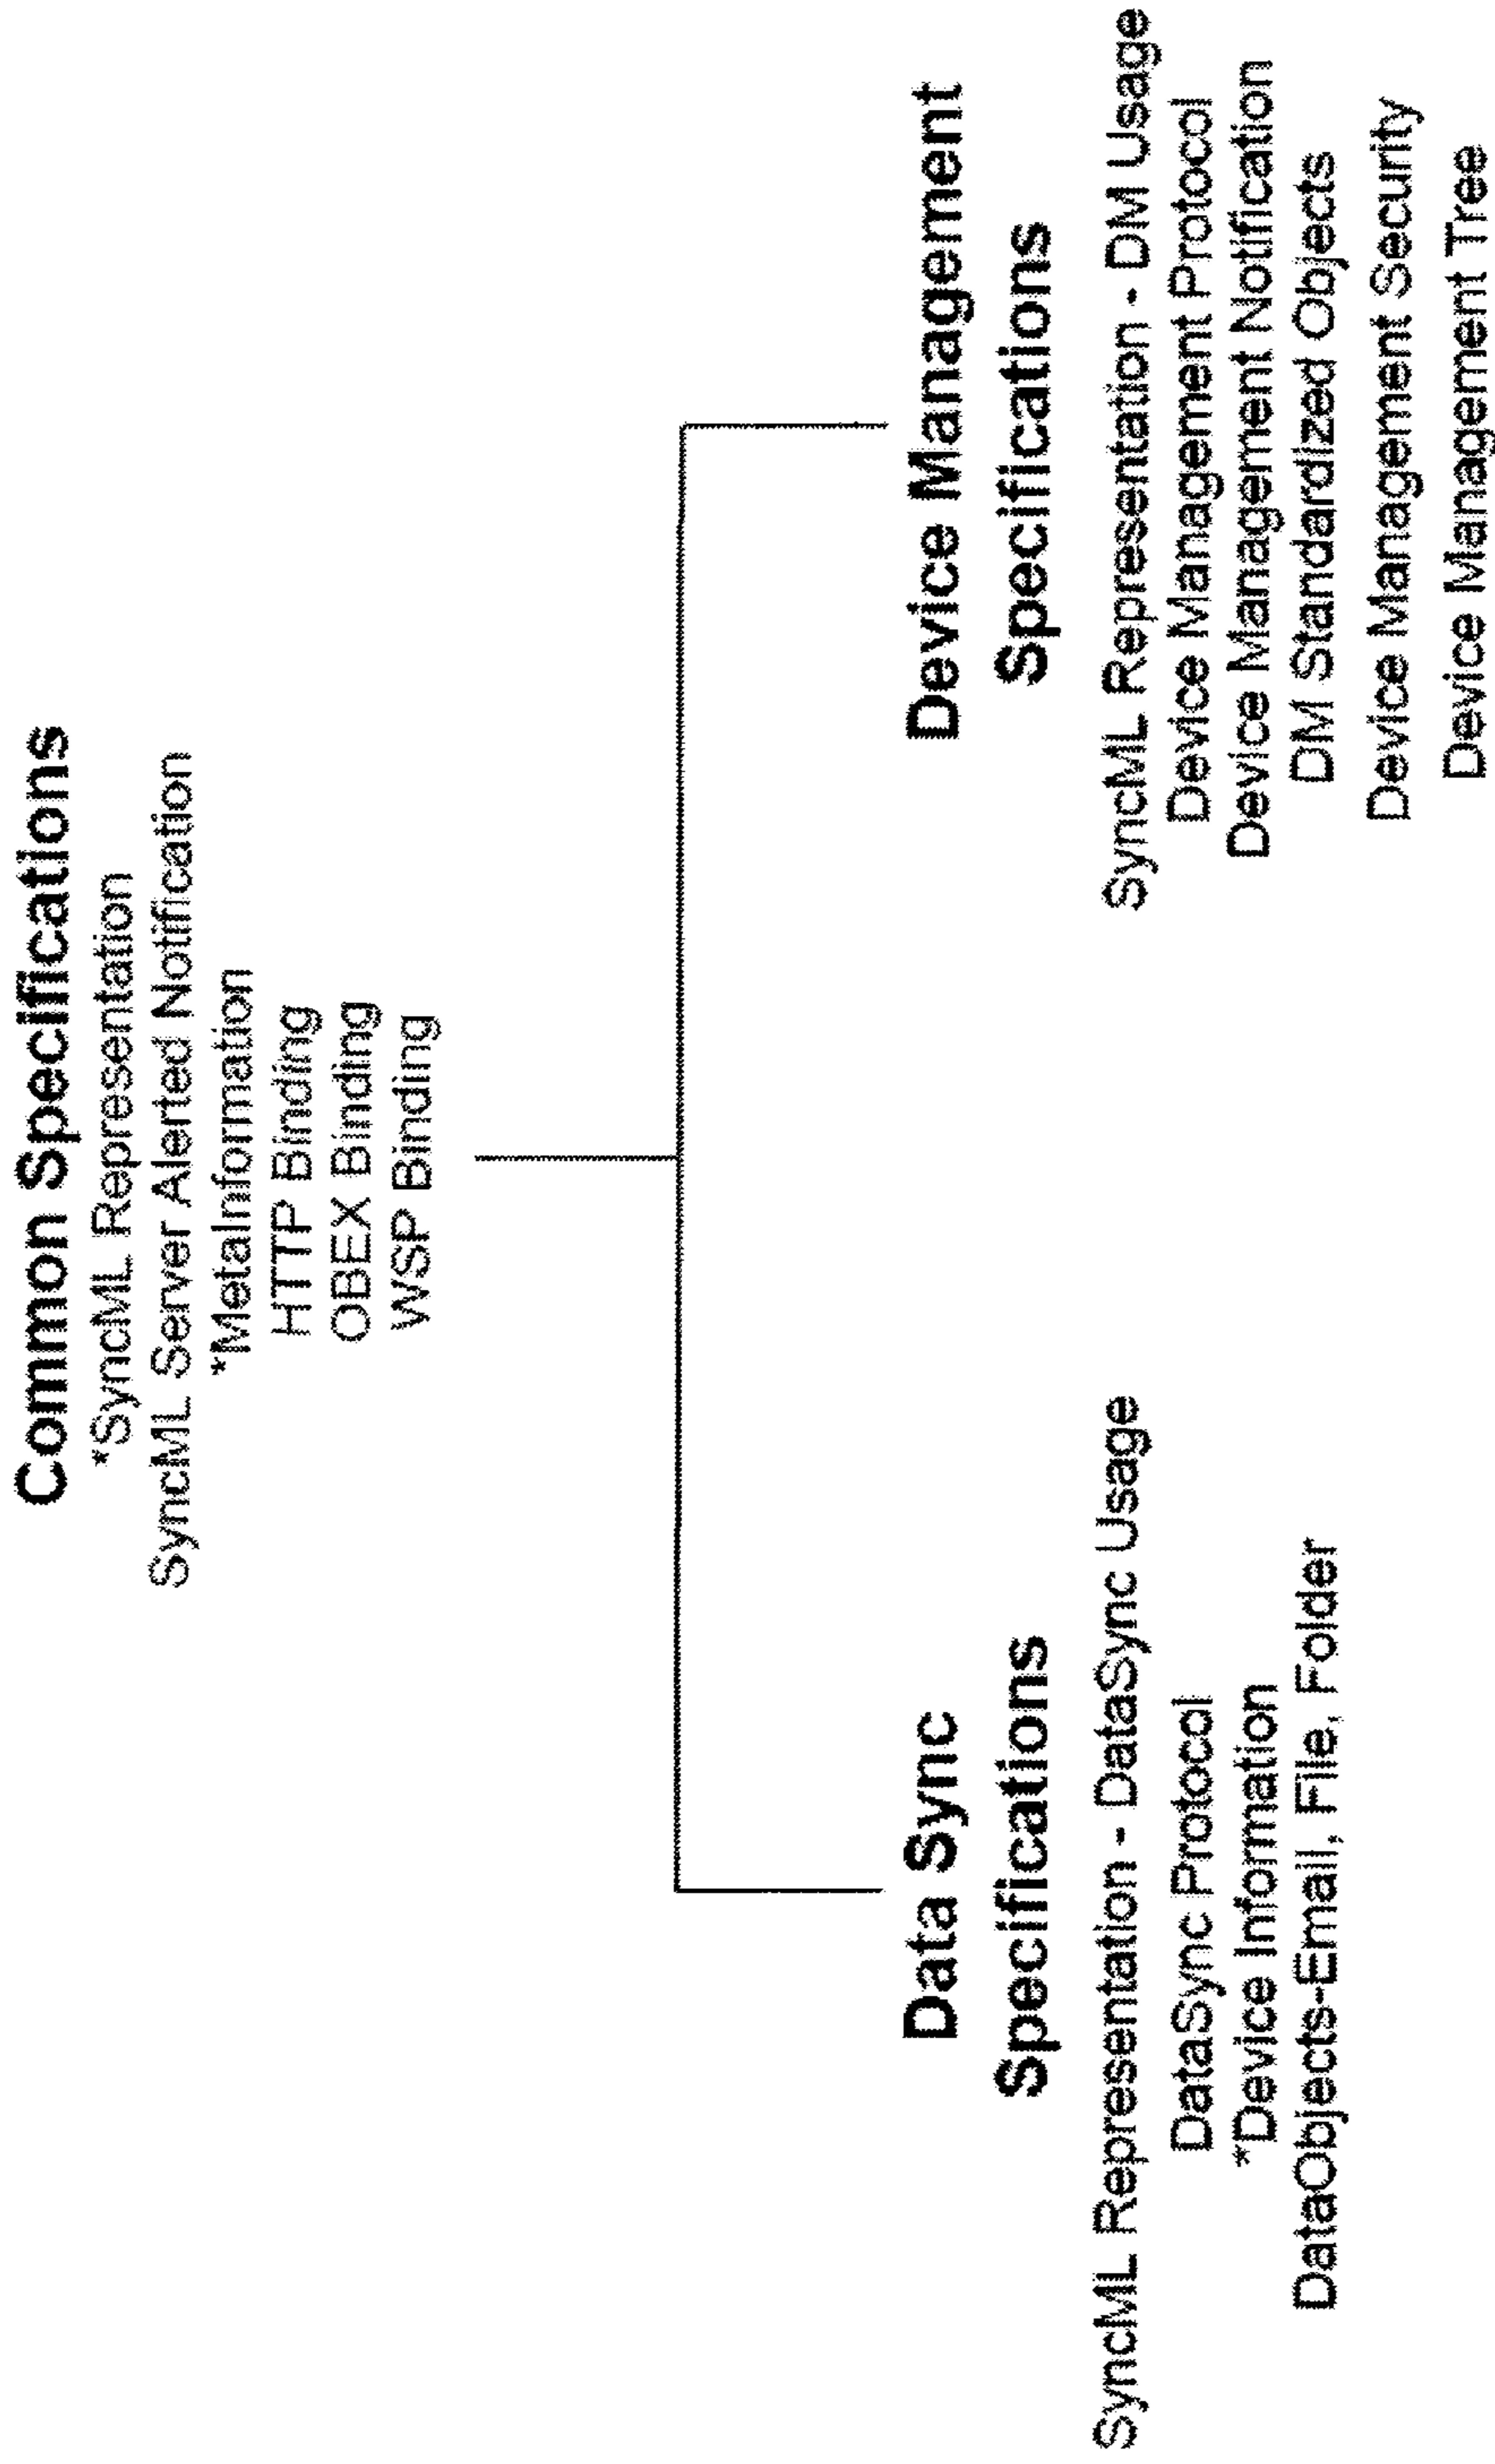 Common Specifications
*SyncML Representation
SyncML Server Alerted Notification
*MetaInformation
HTTP Binding
OBEX Binding
WSP Binding
Data Sync
Specifications
SyncML Representation - DataSync Usage
DataSync Protocol
*Device Information
DataObjects-Email, File, Folder
Device Management
Specifications
SyncML Representation - DM Usage
Device Management Protocol
Device Management Notification
DM Standardized Objects
Device Management Security
Device Management Tree